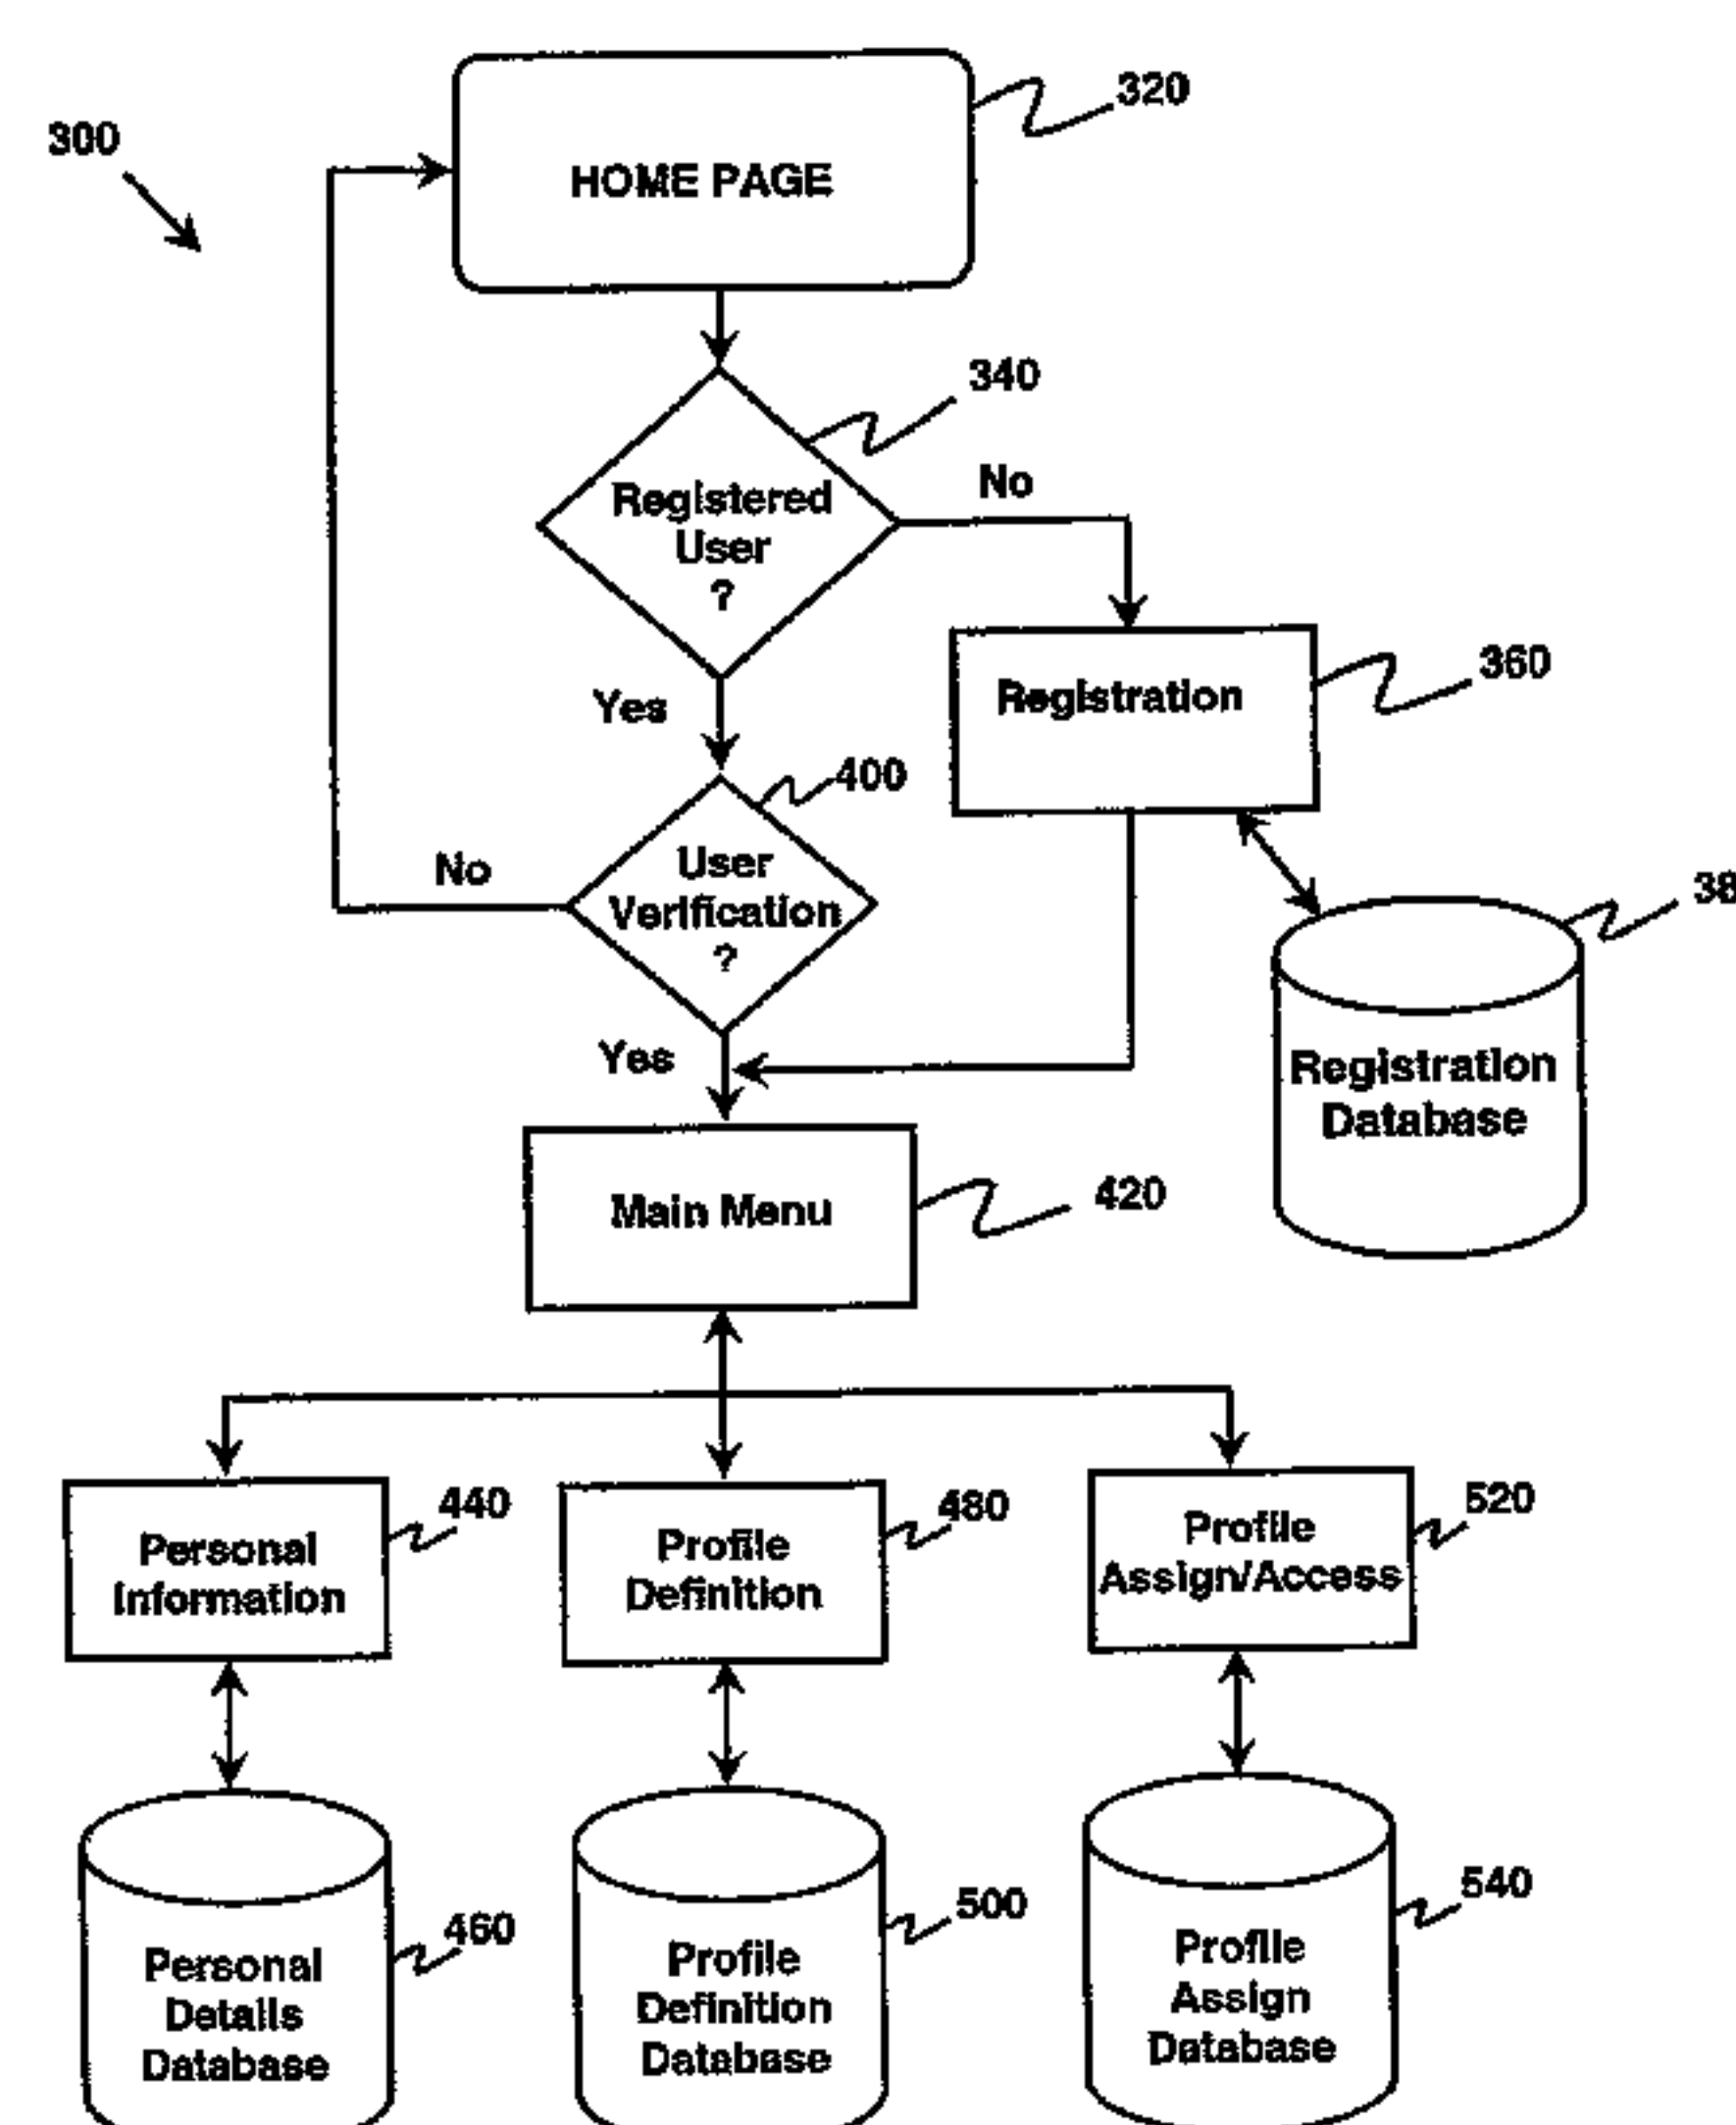 300
320
HOME PAGE
340
Registered
User
?
No
Yes
360
Registration
400
User
Verification
?
No
Yes
38
Registration
Database
Main Menu
420
440
Personal
Information
480
Profile
Definition
520
Profile
Assign/Access
460
Personal
Details
Database
500
Profile
Definition
Database
540
Profile
Assign
Database